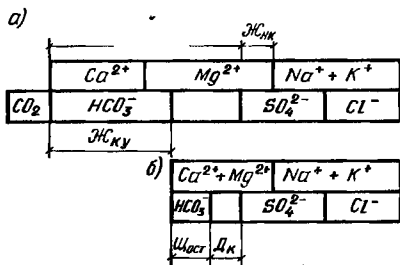 а)
Жнк
Ca²⁺ Mg²⁺ Na⁺ + K⁺
CO₂ HCO₃⁻ SO₄²⁻ Cl⁻
Жку
б)
Ca²⁺+Mg²⁺ Na⁺ + K⁺
HCO₃⁻ SO₄²⁻ Cl⁻
Щост Дк